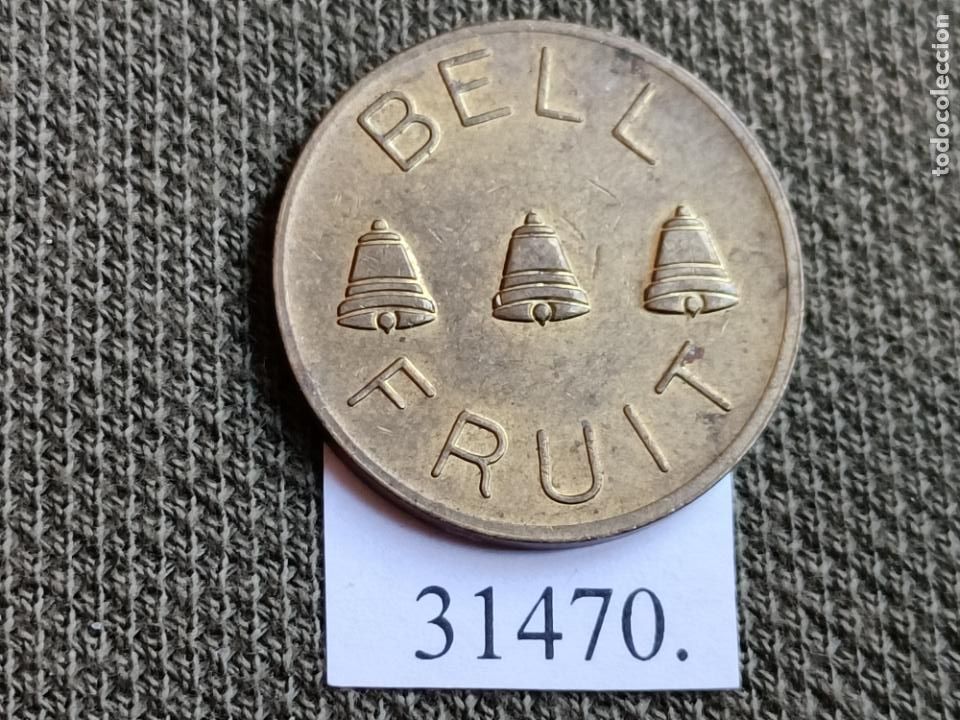 BELL
FRUIT
31470.
todocoleccion